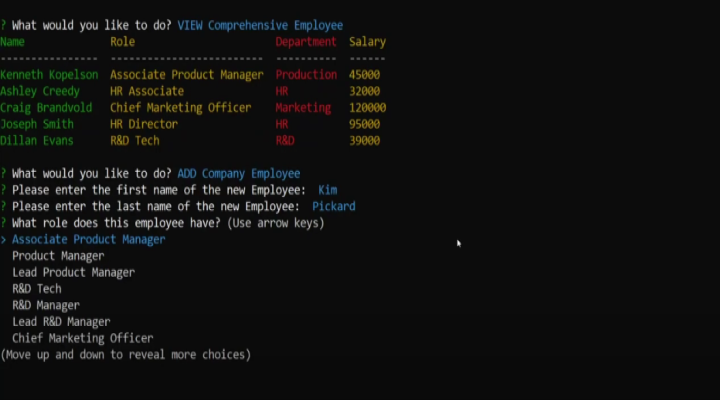 ? What would you like to do? VIEW Comprehensive Employee
Name Role Department Salary
---------------- ------------------------- ---------- ------
Kenneth Kopelson Associate Product Manager Production 45000
Ashley Creedy HR Associate HR 32000
Craig Brandvold Chief Marketing Officer Marketing 120000
Joseph Smith HR Director HR 95000
Dillan Evans R&D Tech R&D 39000
? What would you like to do? ADD Company Employee
? Please enter the first name of the new Employee: Kim
? Please enter the last name of the new Employee: Pickard
? What role does this employee have? (Use arrow keys)
> Associate Product Manager
Product Manager
Lead Product Manager
R&D Tech
R&D Manager
Lead R&D Manager
Chief Marketing Officer
(Move up and down to reveal more choices)